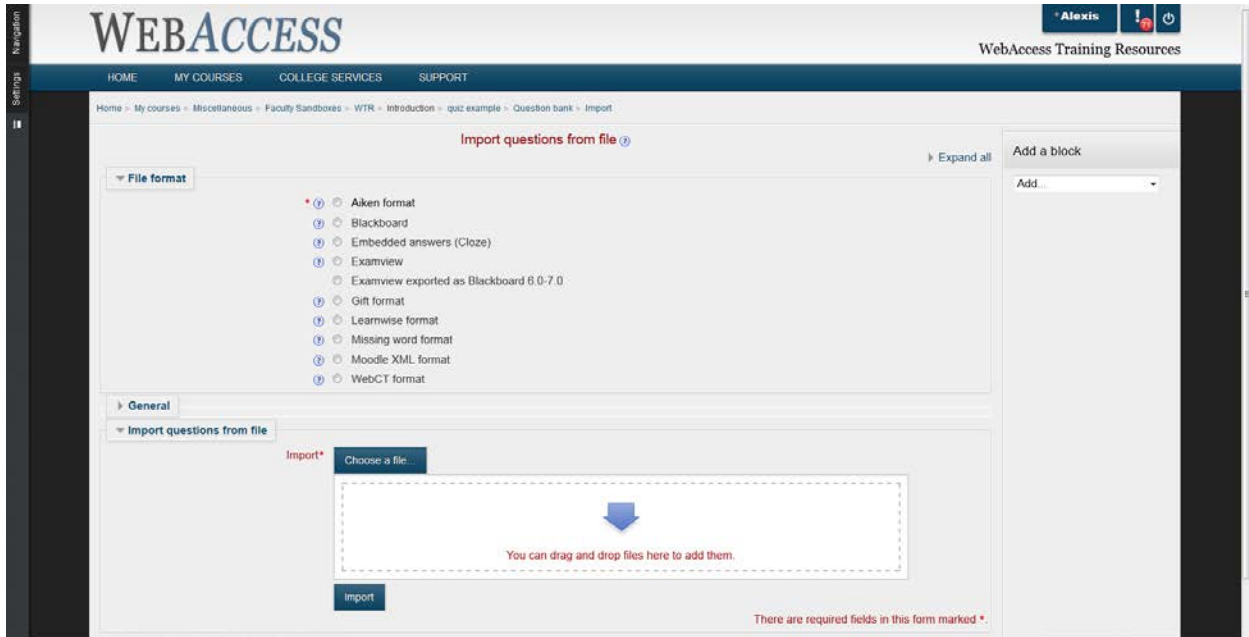 Navigation
Settings
WEBACCESS
Alexis
!
WebAccess Training Resources
HOME MY COURSES COLLEGE SERVICES SUPPORT
Home My courses Miscellaneous Faculty Sandboxes WTR Introduction quiz example Question bank Import
Import questions from file
Expand all
Add a block
Add...
File format
* Aiken format
Blackboard
Embedded answers (Cloze)
Examview
Examview exported as Blackboard 6.0-7.0
Gift format
Learnwise format
Missing word format
Moodle XML format
WebCT format
General
Import questions from file
Import*
Choose a file...
You can drag and drop files here to add them.
Import
There are required fields in this form marked *.